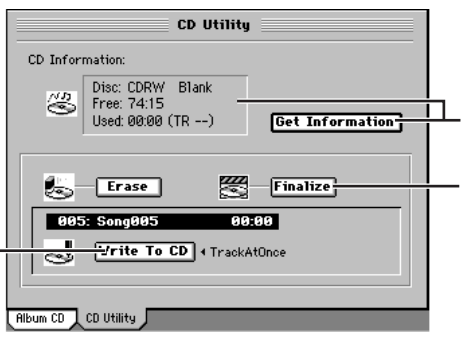 CD Utility
CD Information:
Disc: CDRW Blank
Free: 74:15
Used: 00:00 (TR --)
Get Information
Erase
Finalize
005: Song005 00:00
Write To CD
TrackAtOnce
Album CD
CD Utility